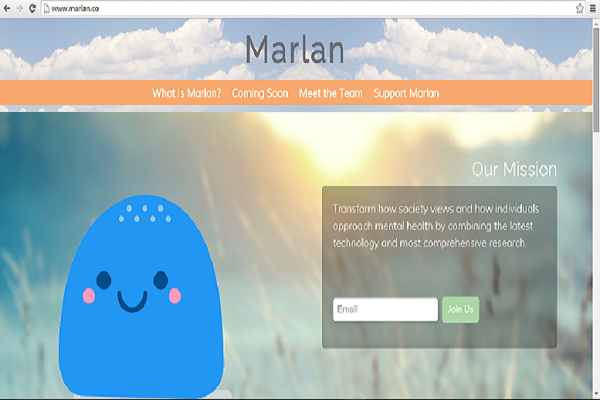 www.marlan.co
Marlan
What is Marlan? Coming Soon Meet the Team Support Marlan
Our Mission
Transform how society views and how individuals
approach mental health by combining the latest
technology and most comprehensive research.
Email Join Us